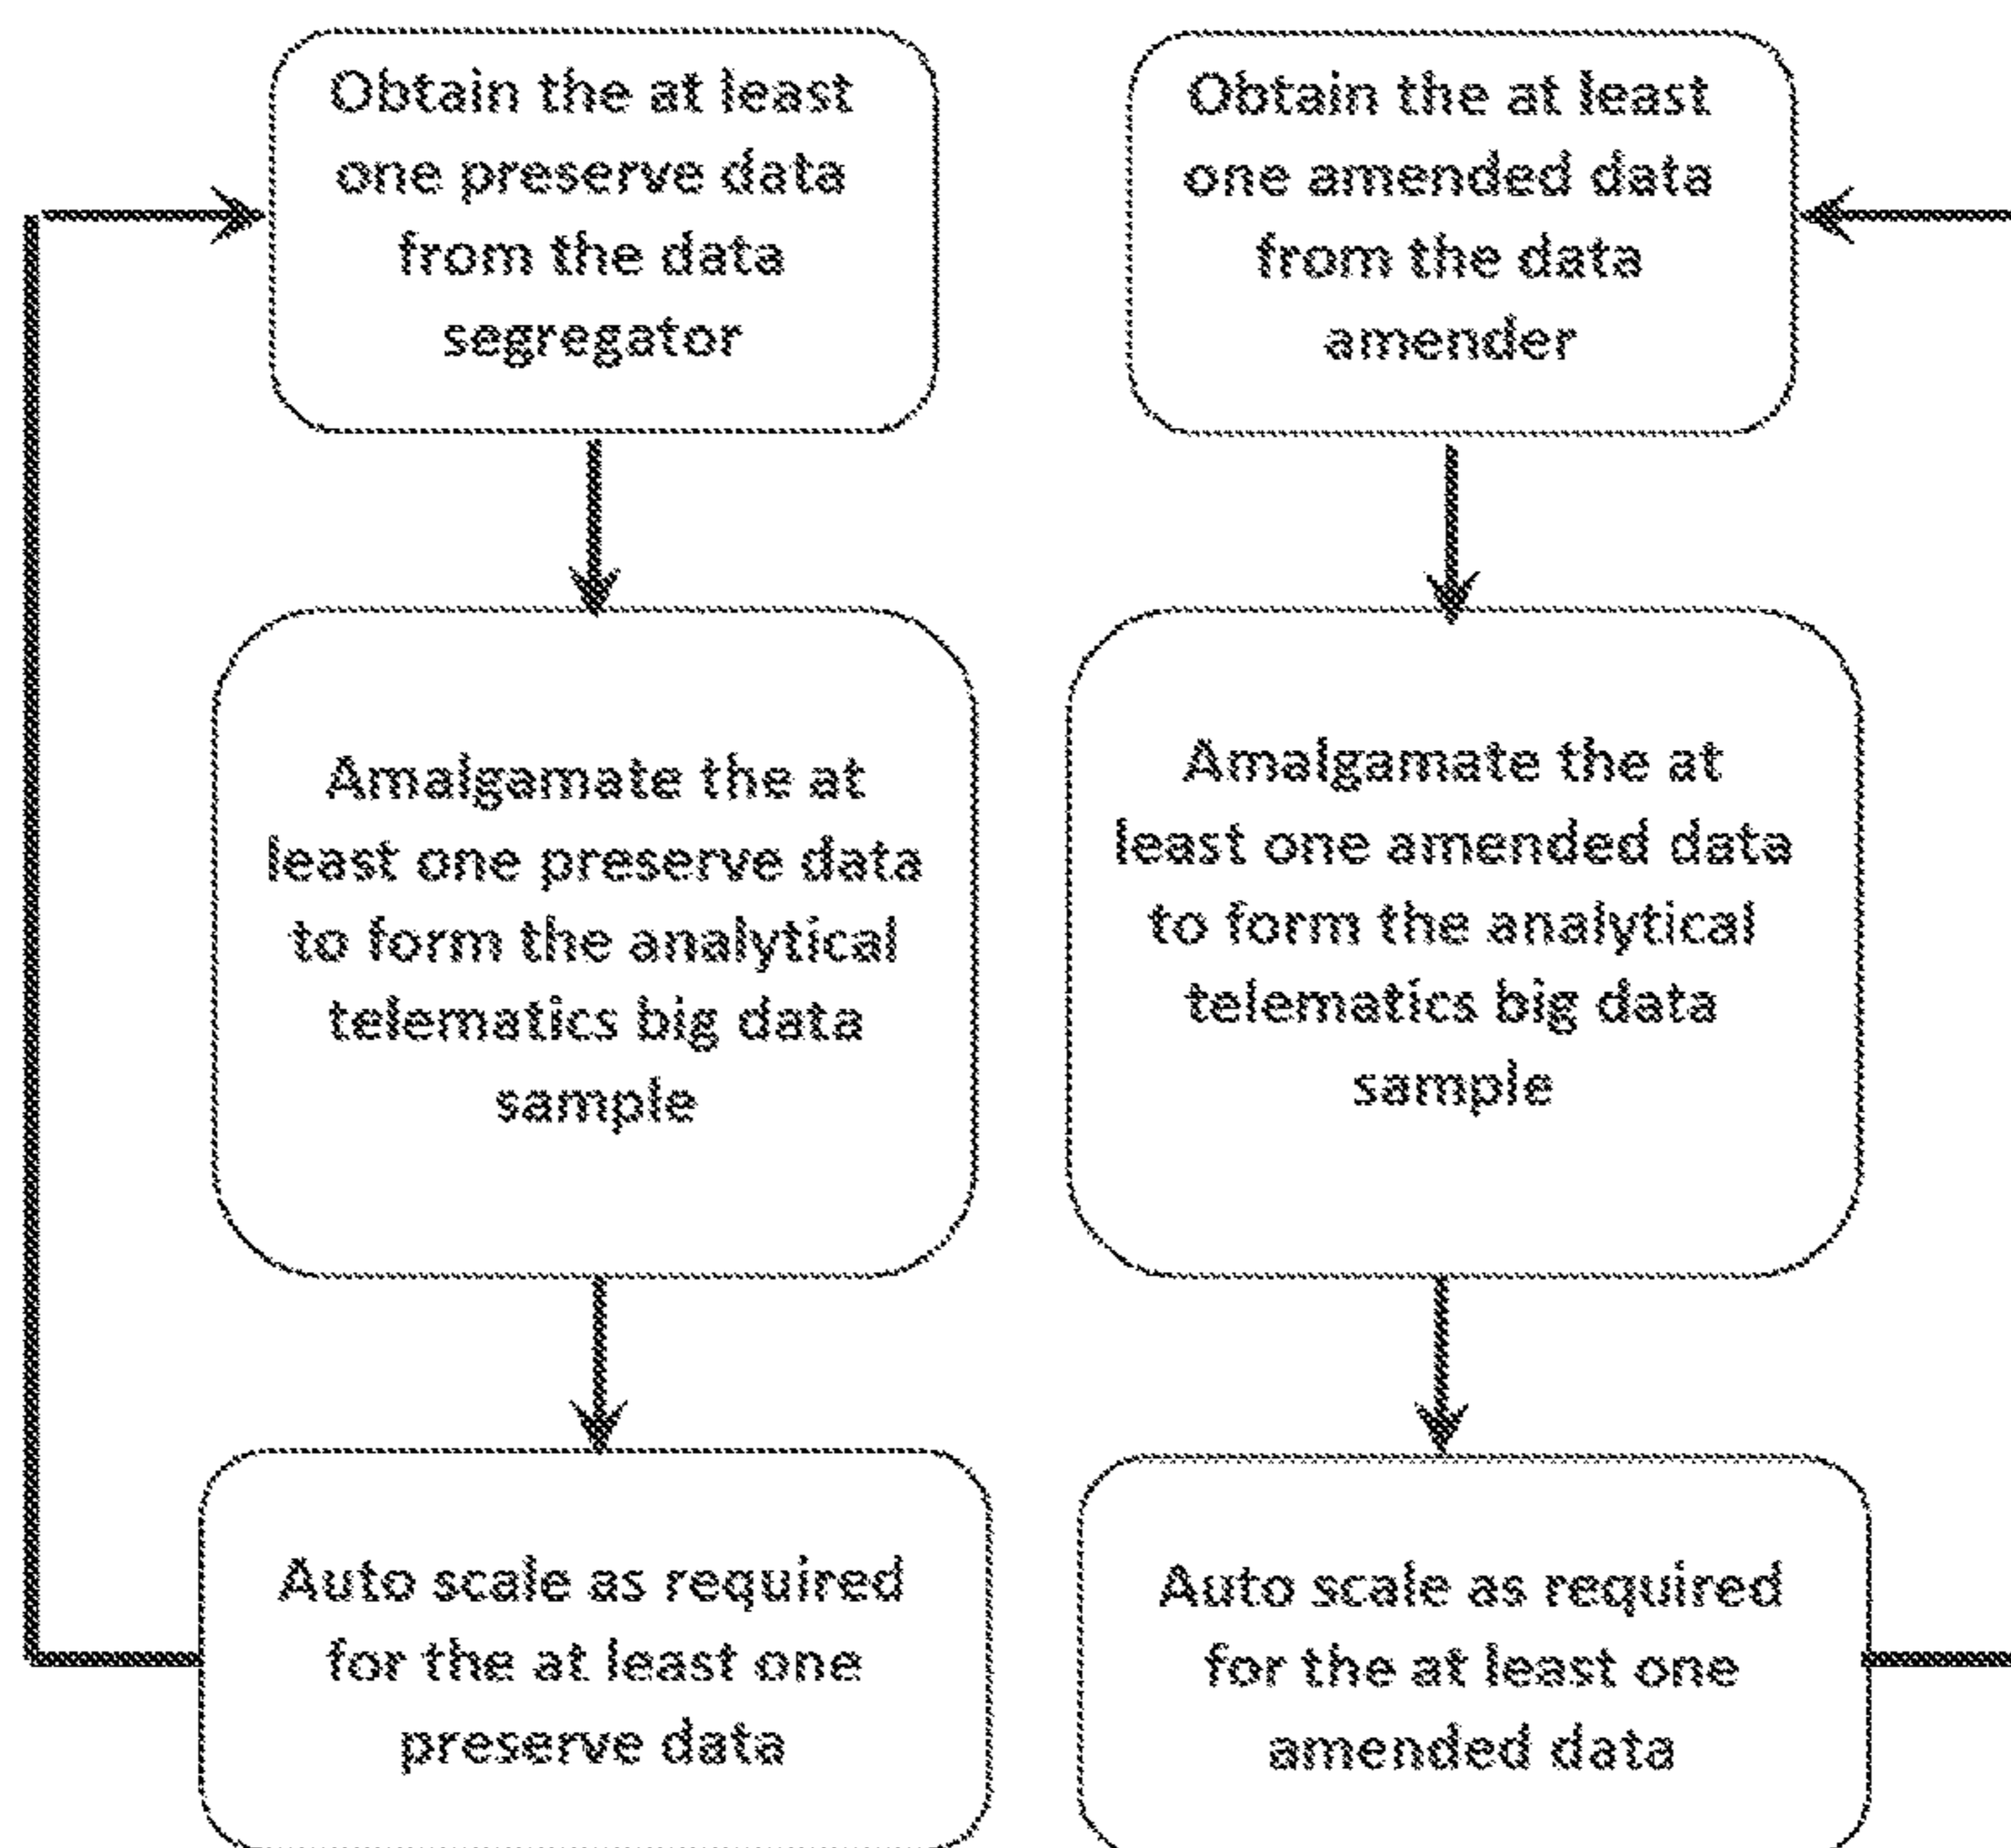 Obtain the at least
one preserve data
from the data
segregator
Amalgamate the at
least one preserve data
to form the analytical
telematics big data
sample
Auto scale as required
for the at least one
preserve data
Obtain the at least
one amended data
from the data
amender
Amalgamate the at
least one amended data
to form the analytical
telematics big data
sample
Auto scale as required
for the at least one
amended data